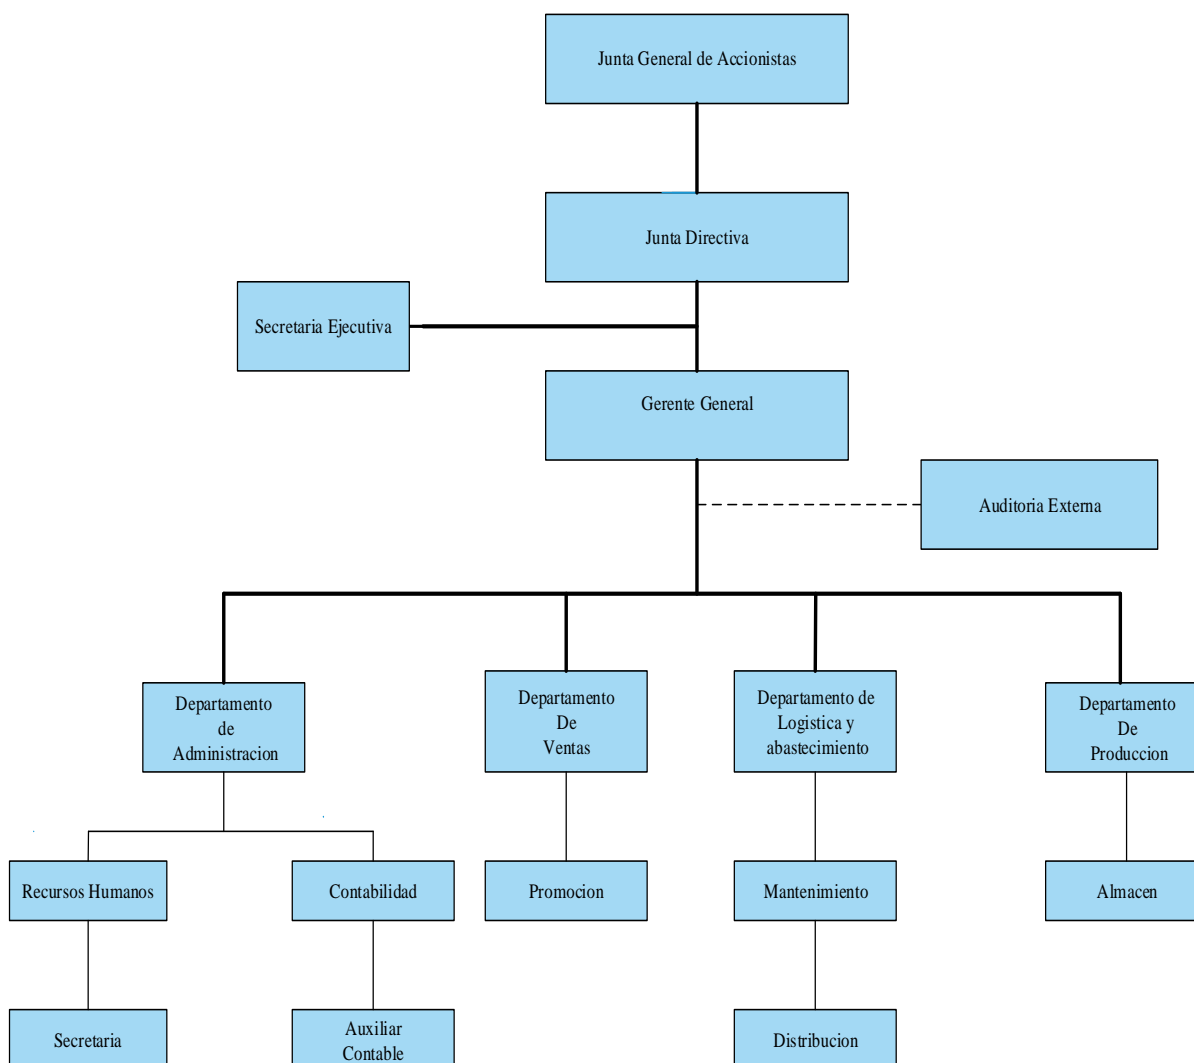 Junta General de Accionistas
Junta Directiva
Secretaria Ejecutiva
Gerente General
Auditoria Externa
Departamento
de
Administracion
Departamento
De
Ventas
Departamento de
Logistica y
abastecimiento
Departamento
De
Produccion
Recursos Humanos
Contabilidad
Promocion
Mantenimiento
Almacen
Secretaria
Auxiliar
Contable
Distribucion